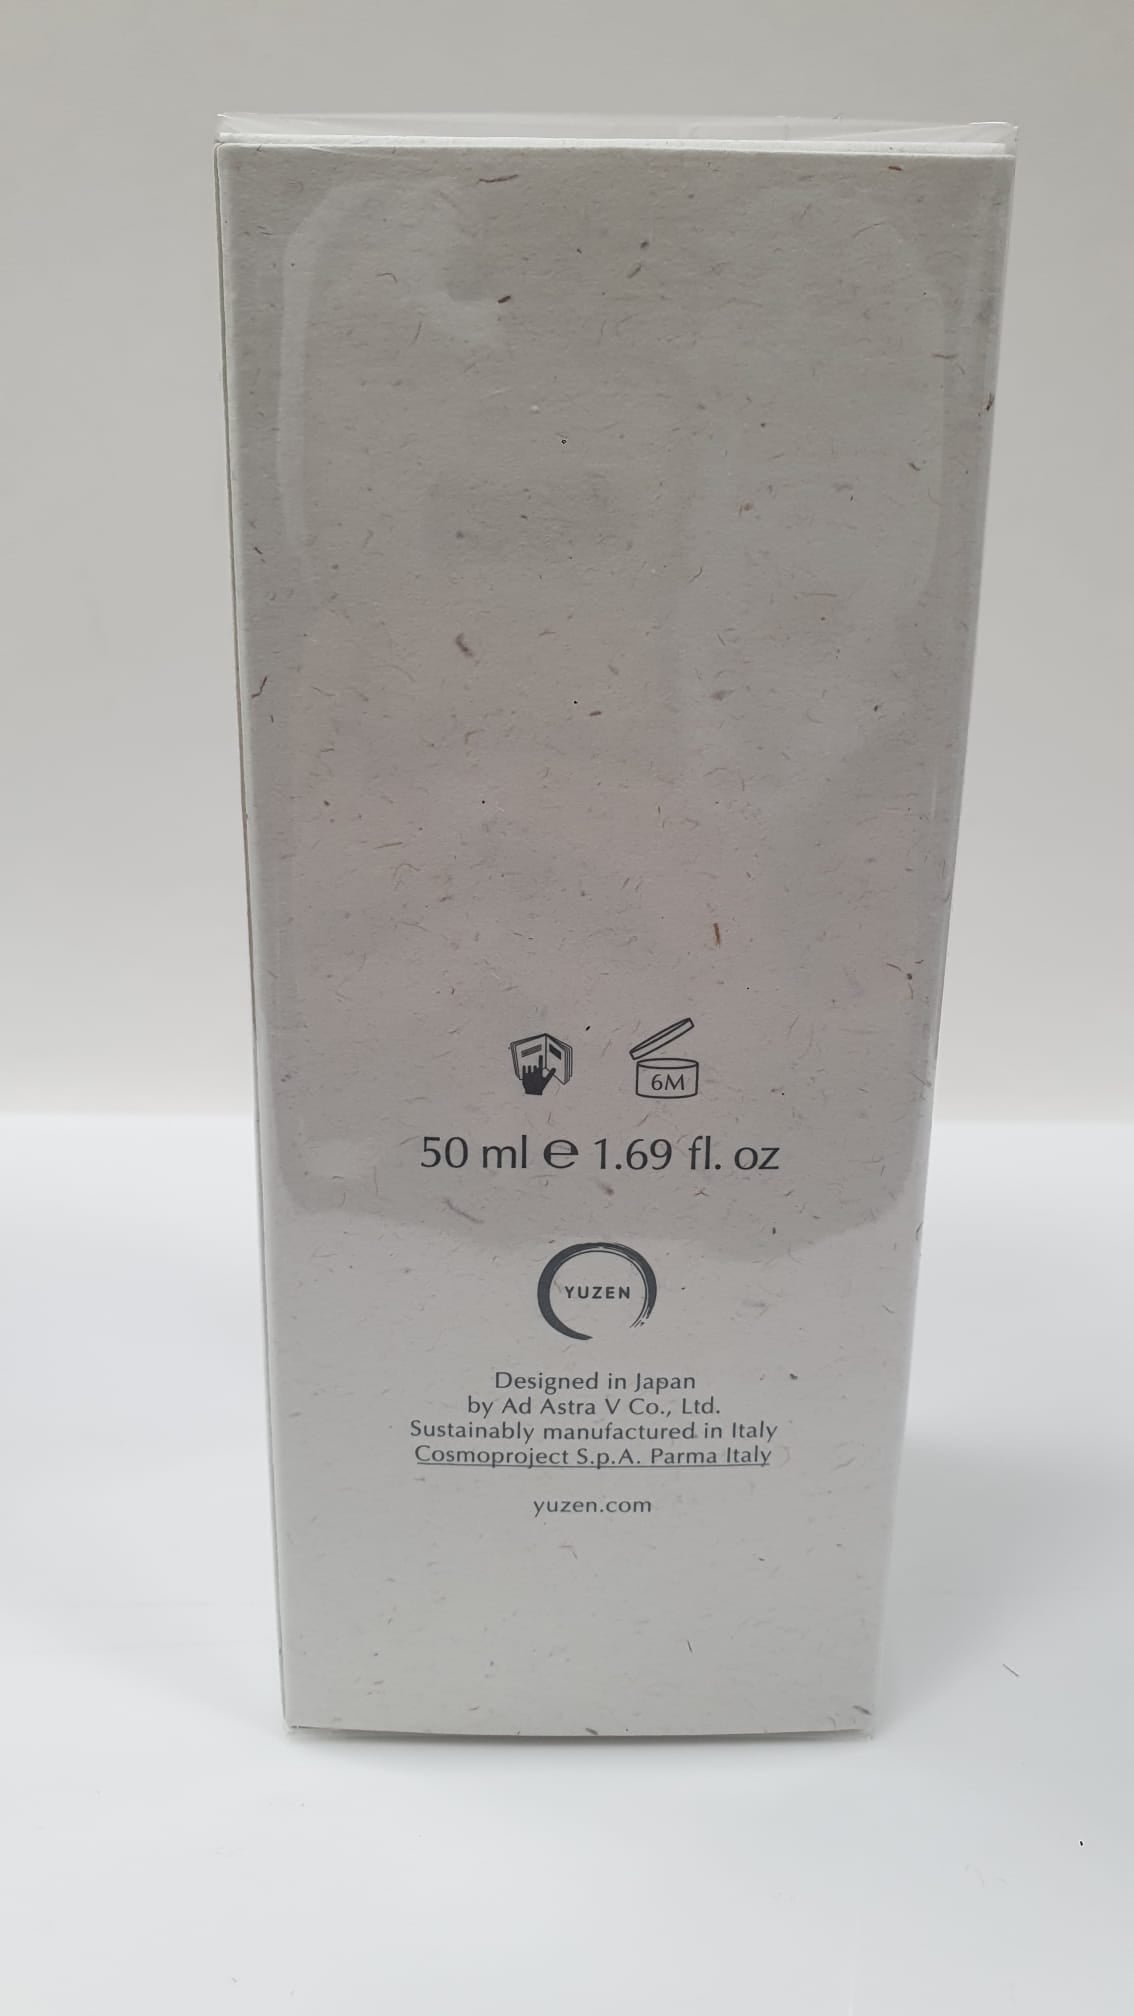 6M
50 ml ℮ 1.69 fl. oz
YUZEN
Designed in Japan
by Ad Astra V Co., Ltd.
Sustainably manufactured in Italy
Cosmoproject S.p.A. Parma Italy
yuzen.com